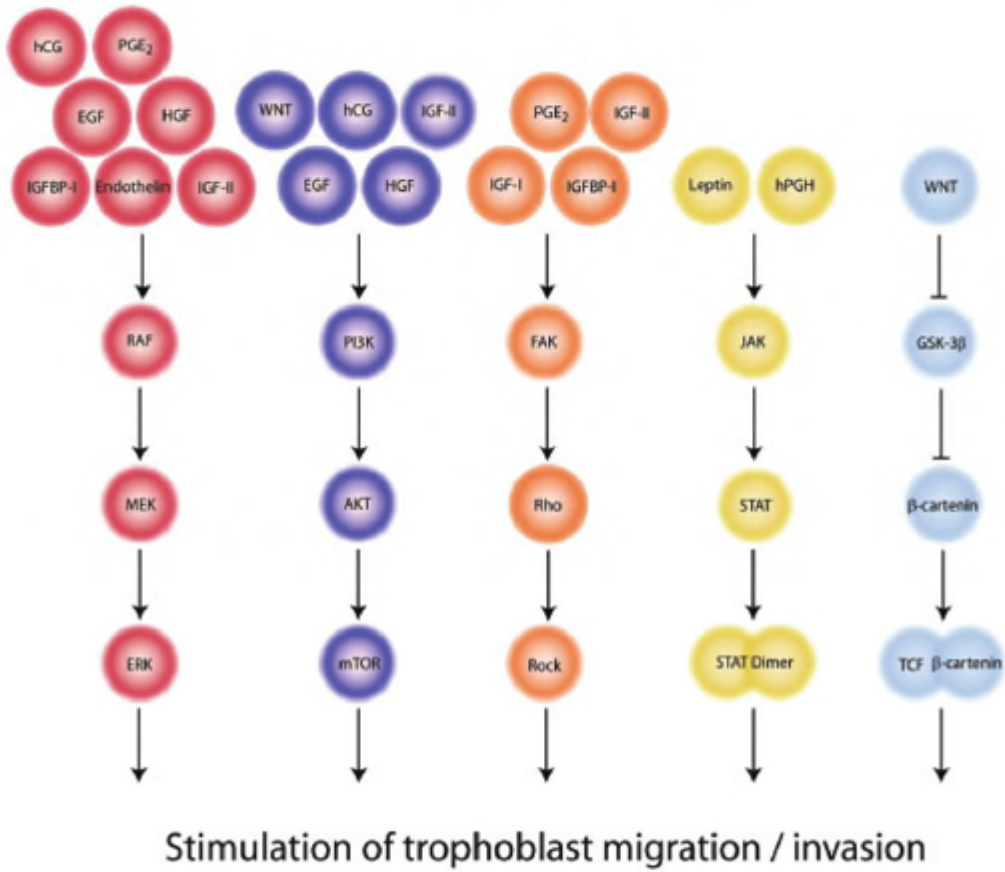 hCG
PGE2
EGF
HGF
IGFBP-I
Endothelin
IGF-II
RAF
MEK
ERK
WNT
hCG
IGF-II
EGF
HGF
PI3K
AKT
mTOR
PGE2
IGF-II
IGF-I
IGFBP-I
FAK
Rho
Rock
Leptin
hPGH
JAK
STAT
STAT Dimer
WNT
GSK-3β
β-cartenin
TCF β-cartenin
Stimulation of trophoblast migration / invasion